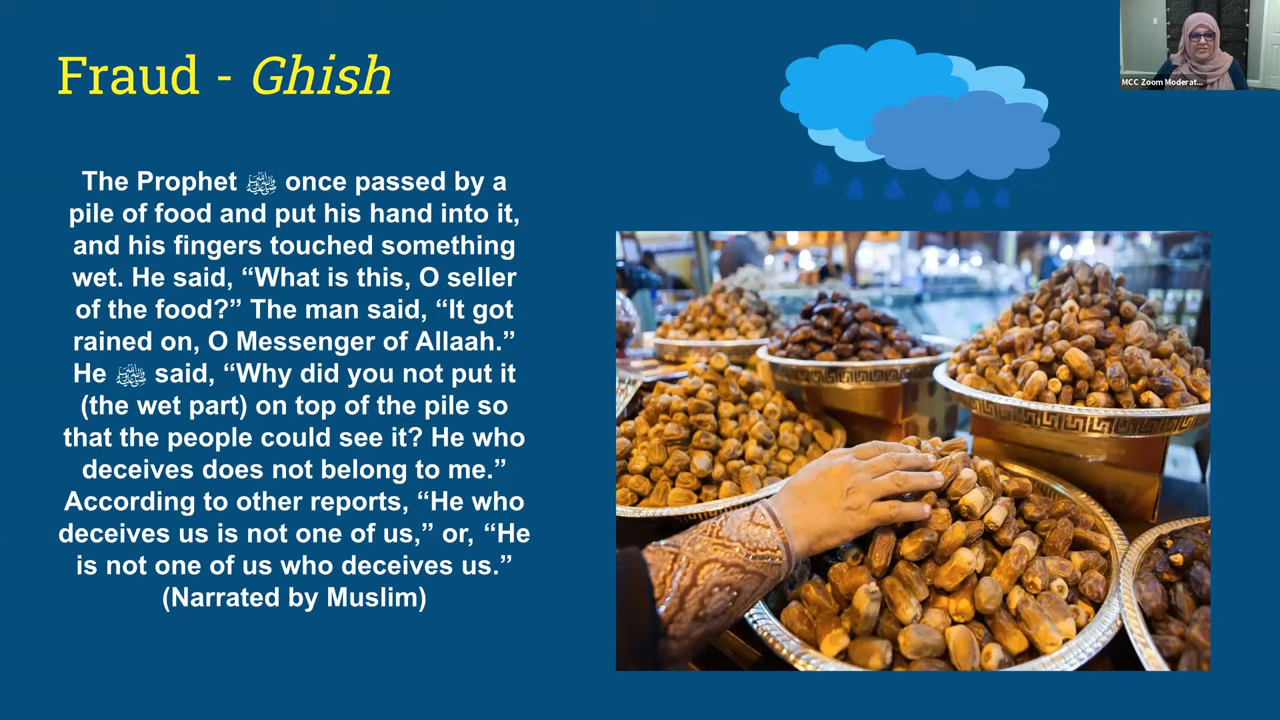 Fraud - Ghish
MCC Zoom Moderat...
The Prophet ﷺ once passed by a
pile of food and put his hand into it,
and his fingers touched something
wet. He said, “What is this, O seller
of the food?” The man said, “It got
rained on, O Messenger of Allaah.”
He ﷺ said, “Why did you not put it
(the wet part) on top of the pile so
that the people could see it? He who
deceives does not belong to me.”
According to other reports, “He who
deceives us is not one of us,” or, “He
is not one of us who deceives us.”
(Narrated by Muslim)